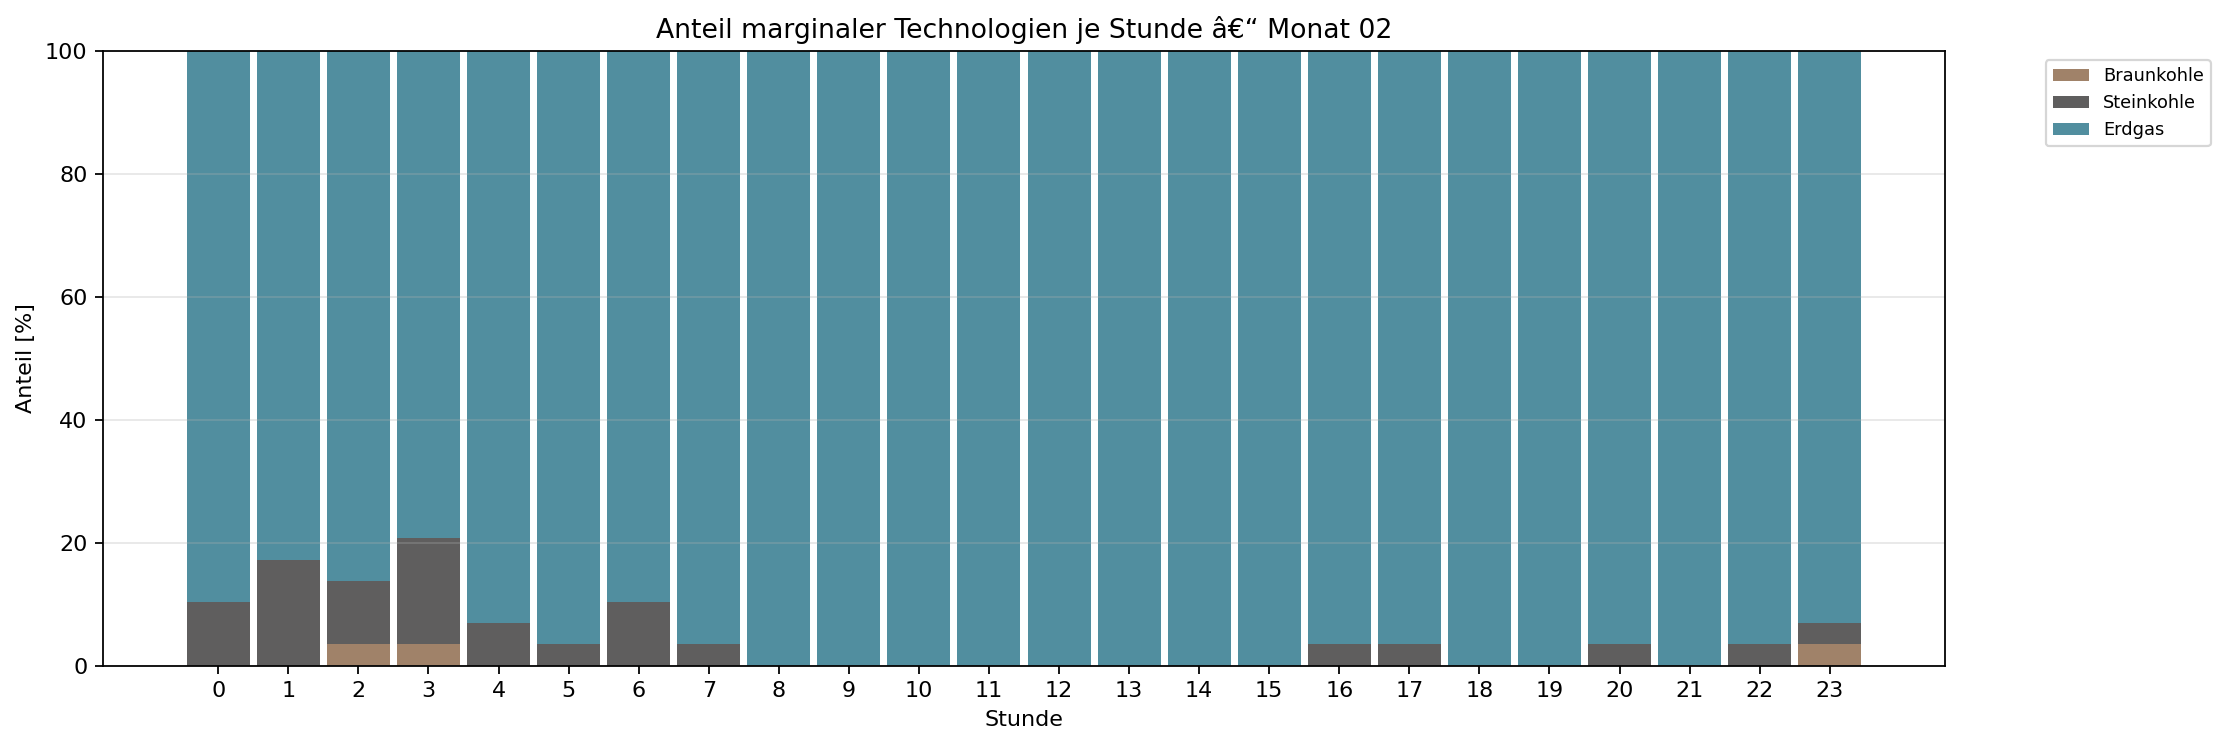 Anteil marginaler Technologien je Stunde â€“ Monat 02
Braunkohle
Steinkohle
Erdgas
Anteil [%]
100
80
60
40
20
0
0 1 2 3 4 5 6 7 8 9 10 11 12 13 14 15 16 17 18 19 20 21 22 23
Stunde